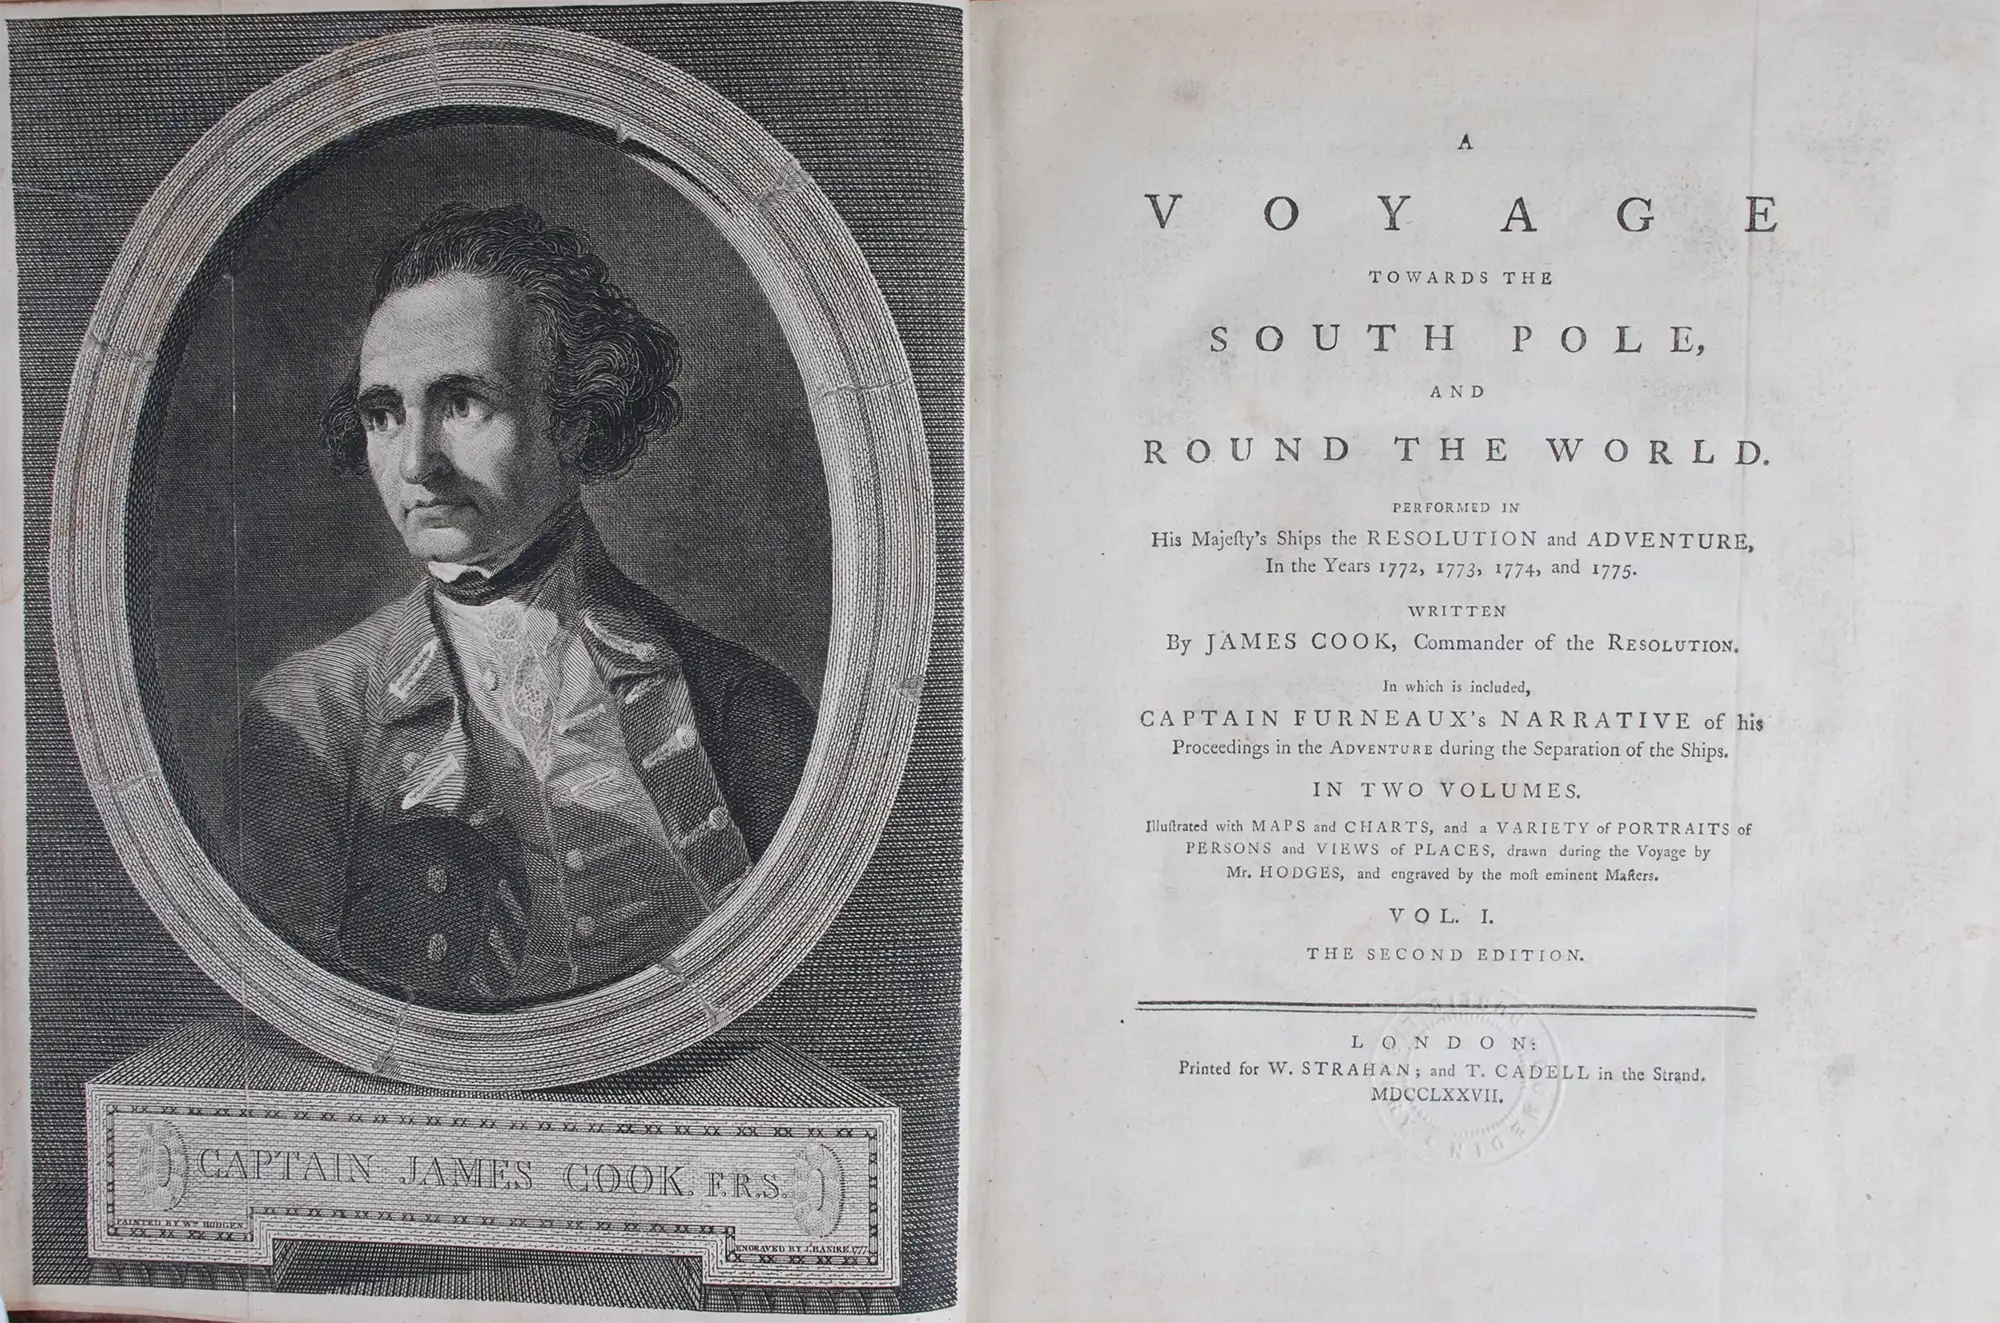 CAPTAIN JAMES COOK. F.R.S.
PAINTED BY Wm HODGEN
ENGRAVED BY J. BASIRE 1777
A
VOYAGE
TOWARDS THE
SOUTH POLE,
AND
ROUND THE WORLD.
PERFORMED IN
His Majeſty's Ships the RESOLUTION and ADVENTURE,
In the Years 1772, 1773, 1774, and 1775.
WRITTEN
By JAMES COOK, Commander of the RESOLUTION.
In which is included,
CAPTAIN FURNEAUX's NARRATIVE of his
Proceedings in the ADVENTURE during the Separation of the Ships.
IN TWO VOLUMES.
Illuſtrated with MAPS and CHARTS, and a VARIETY of PORTRAITS of
PERSONS and VIEWS of PLACES, drawn during the Voyage by
Mr. HODGES, and engraved by the moſt eminent Maſters.
VOL. I.
THE SECOND EDITION.
LONDON:
Printed for W. STRAHAN; and T. CADELL in the Strand.
MDCCLXXVII.